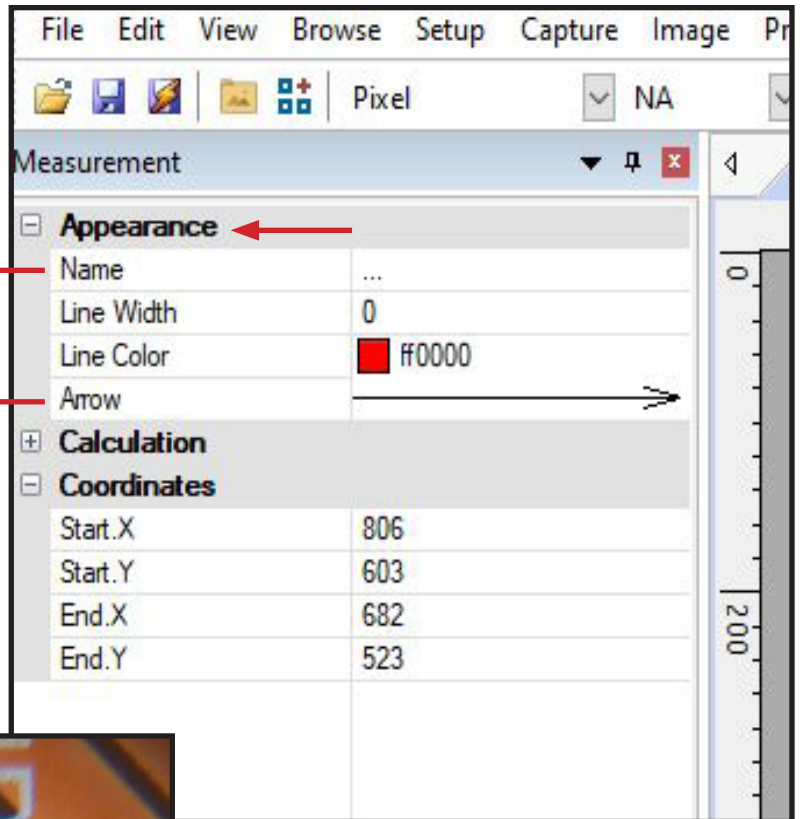 File Edit View Browse Setup Capture Image Pr
Pixel NA
Measurement
Appearance
Name ...
Line Width 0
Line Color ff0000
Arrow
Calculation
Coordinates
Start.X 806
Start.Y 603
End.X 682
End.Y 523
0
200